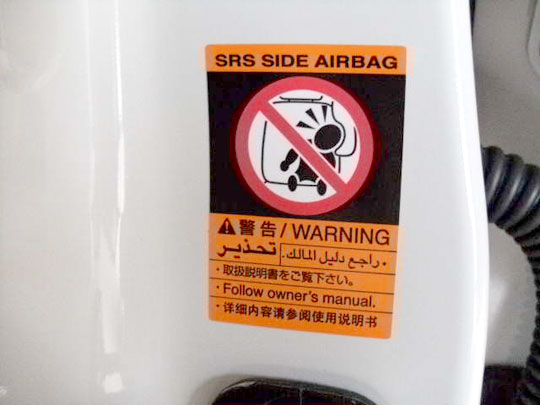 SRS SIDE AIRBAG
警告/WARNING
تحذير
・راجع دليل المالك.
・取扱説明書をご覧下さい。
・Follow owner's manual.
・详细内容请参阅使用说明书